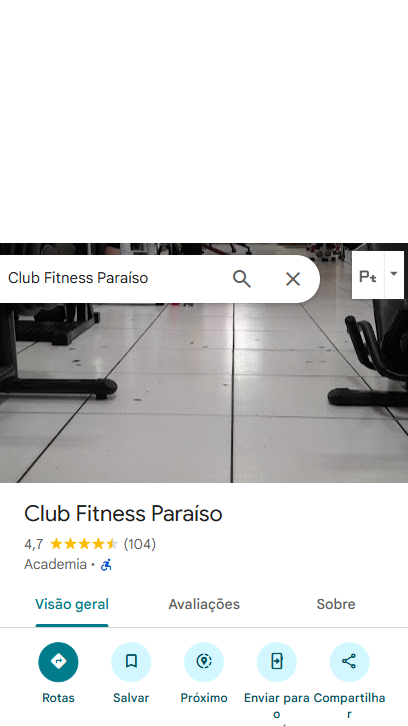 Club Fitness Paraíso
Pt
Club Fitness Paraíso
4,7 (104)
Academia ·
Visão geral Avaliações Sobre
Rotas Salvar Próximo Enviar para o Compartilhar